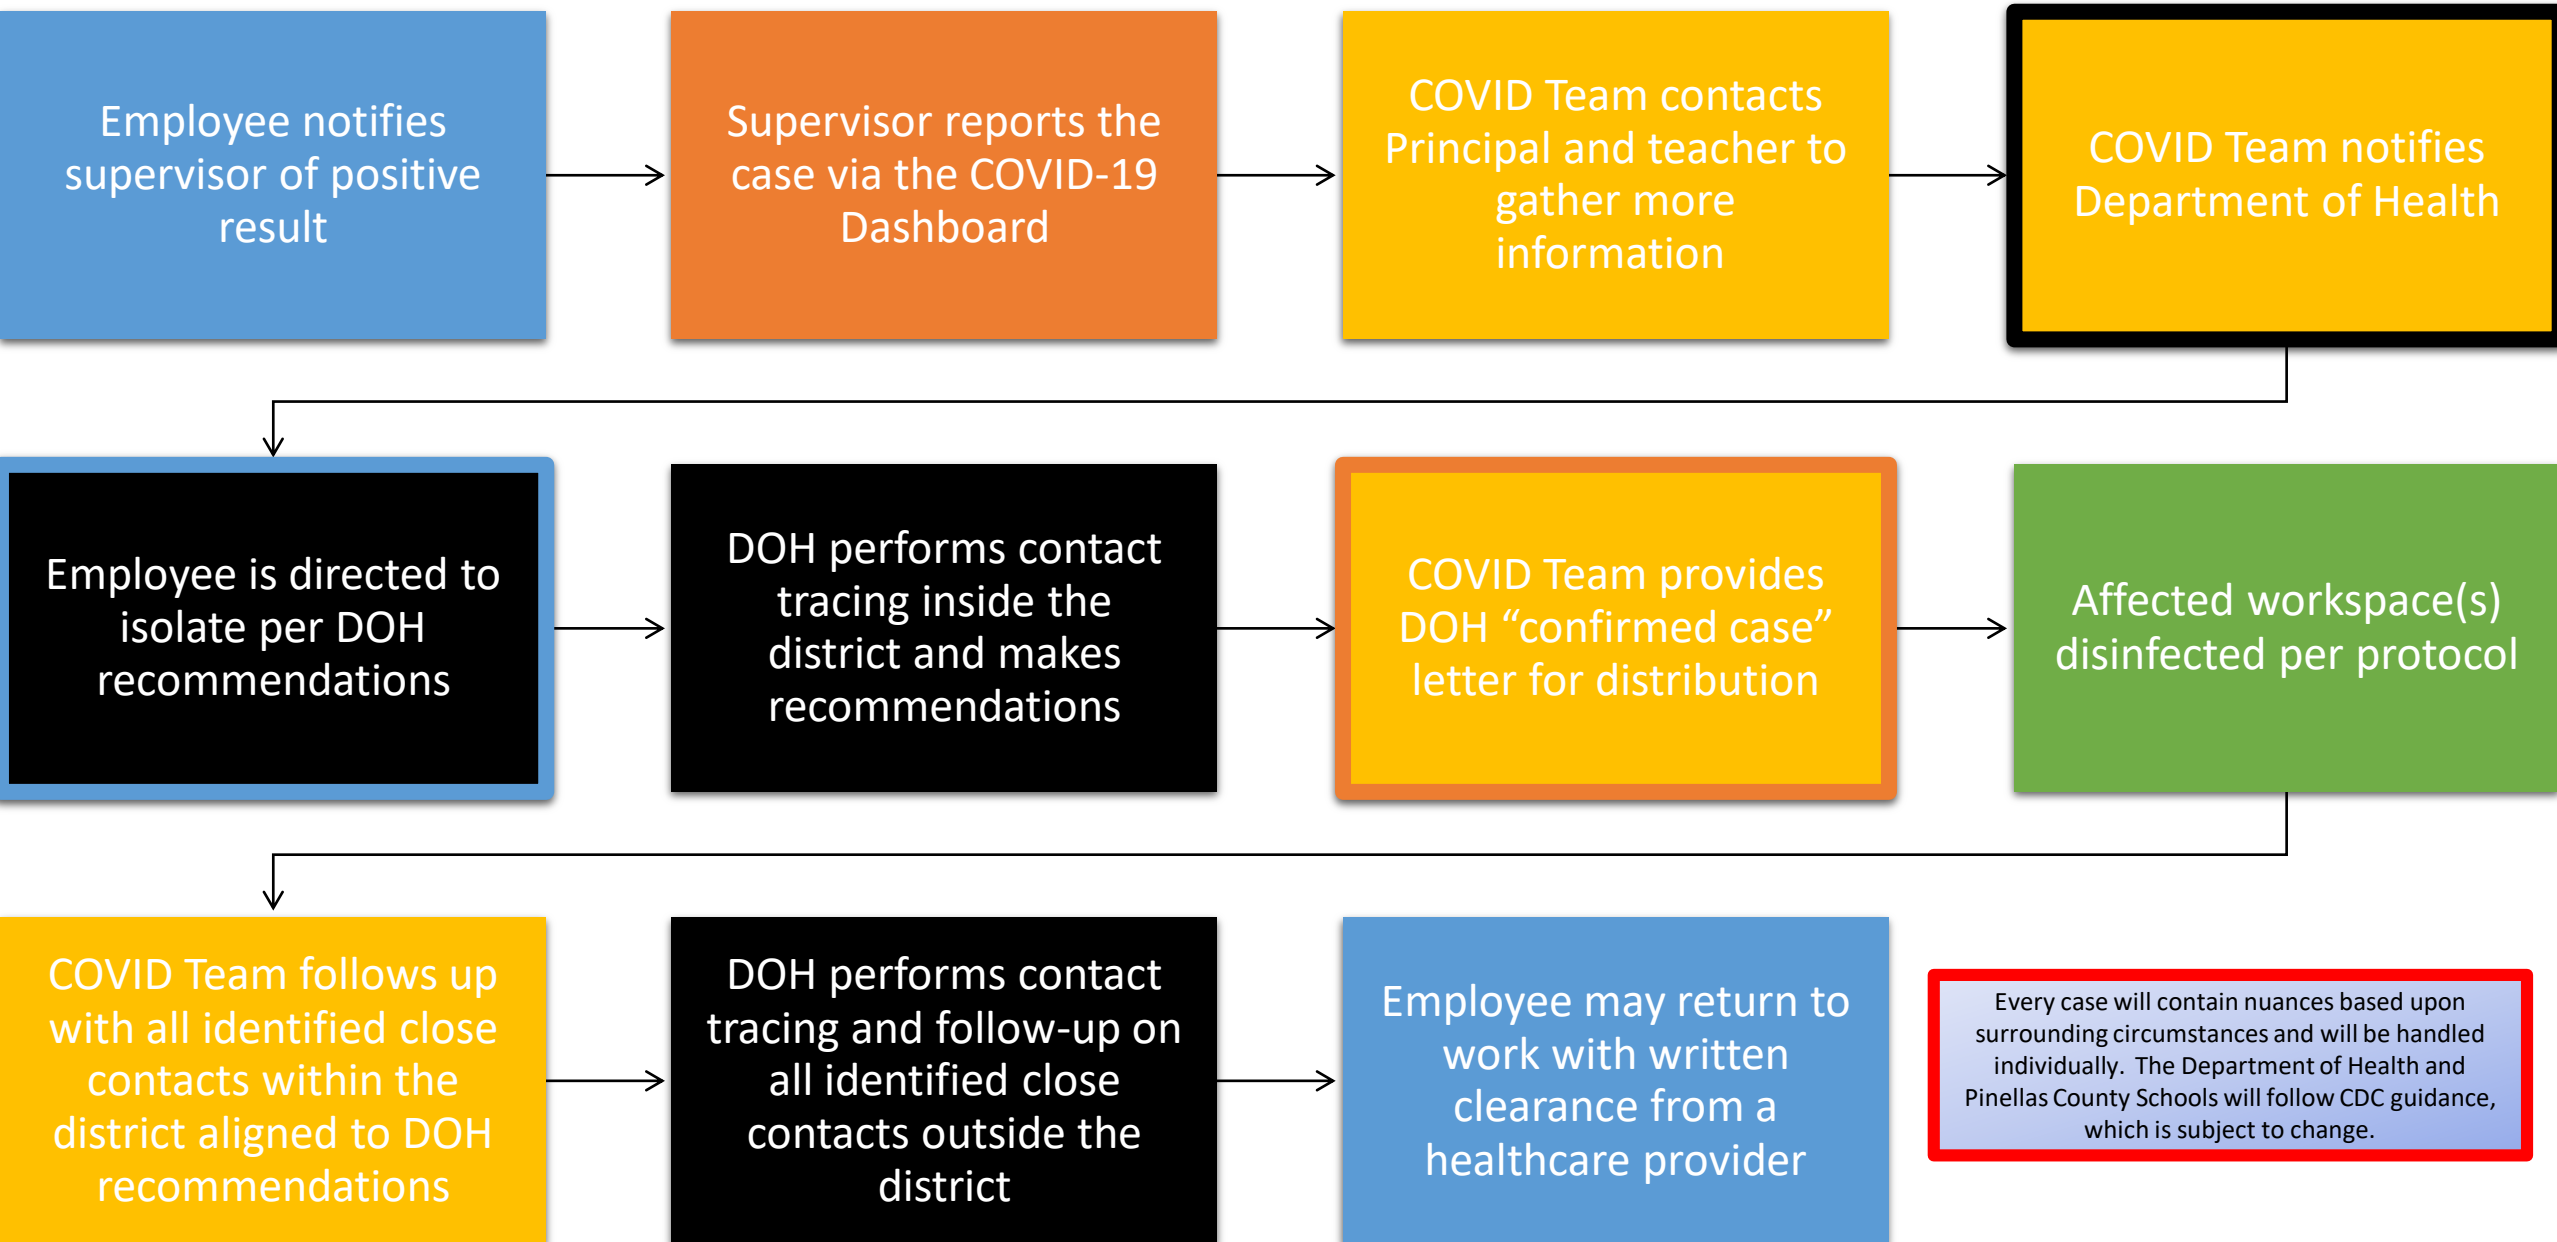 Employee notifies
supervisor of positive
result
Supervisor reports the
case via the COVID-19
Dashboard
COVID Team contacts
Principal and teacher to
gather more
information
COVID Team notifies
Department of Health
Employee is directed to
isolate per DOH
recommendations
DOH performs contact
tracing inside the
district and makes
recommendations
COVID Team provides
DOH “confirmed case”
letter for distribution
Affected workspace(s)
disinfected per protocol
COVID Team follows up
with all identified close
contacts within the
district aligned to DOH
recommendations
DOH performs contact
tracing and follow-up on
all identified close
contacts outside the
district
Employee may return to
work with written
clearance from a
healthcare provider
Every case will contain nuances based upon
surrounding circumstances and will be handled
individually.  The Department of Health and
Pinellas County Schools will follow CDC guidance,
which is subject to change.